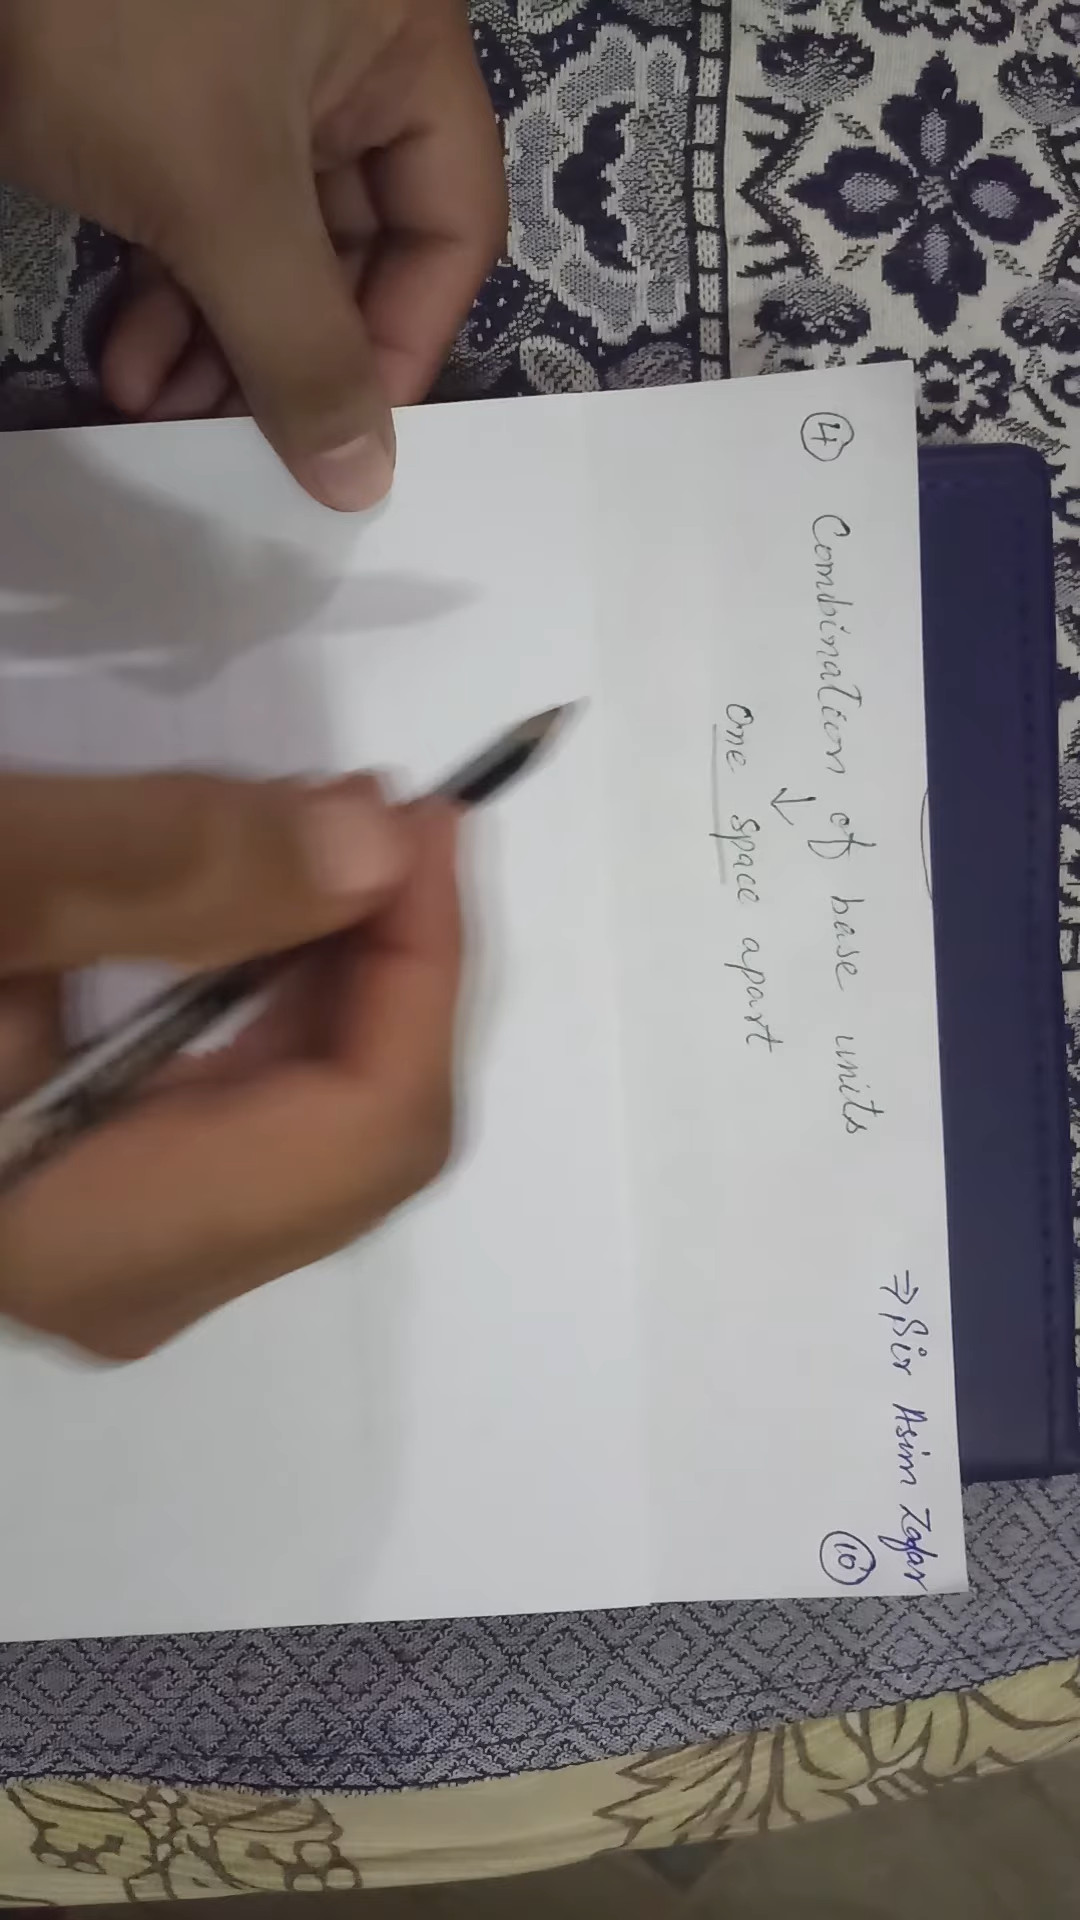 ⇒ Sir Asim Zafar
④ Combination of base units ⑩
↓
one space apart